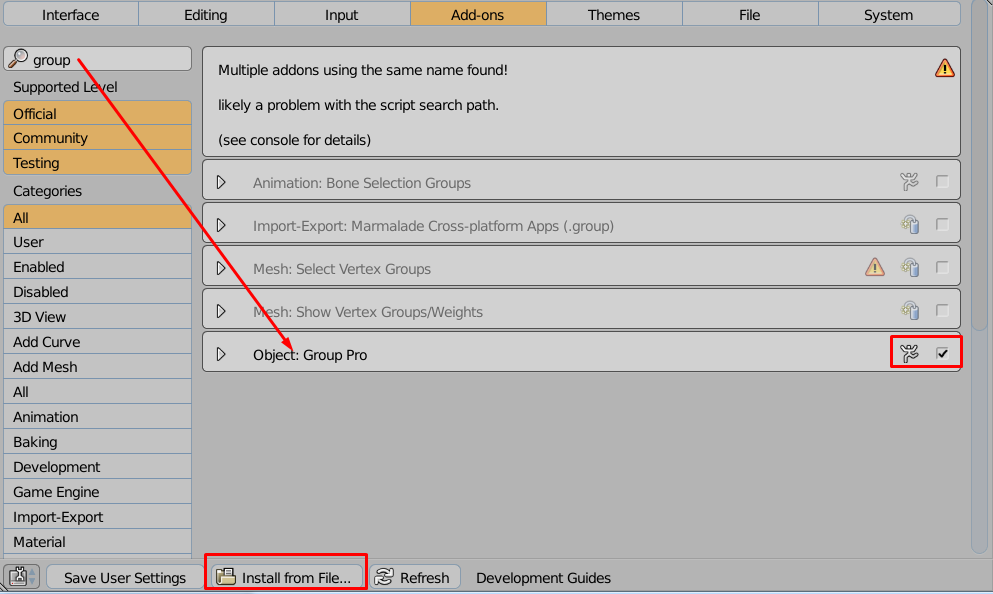 Interface
Editing
Input
Add-ons
Themes
File
System
group
Supported Level
Official
Community
Testing
Categories
All
User
Enabled
Disabled
3D View
Add Curve
Add Mesh
All
Animation
Baking
Development
Game Engine
Import-Export
Material
Multiple addons using the same name found!
likely a problem with the script search path.
(see console for details)
Animation: Bone Selection Groups
Import-Export: Marmalade Cross-platform Apps (.group)
Mesh: Select Vertex Groups
Mesh: Show Vertex Groups/Weights
Object: Group Pro
Save User Settings
Install from File...
Refresh
Development Guides